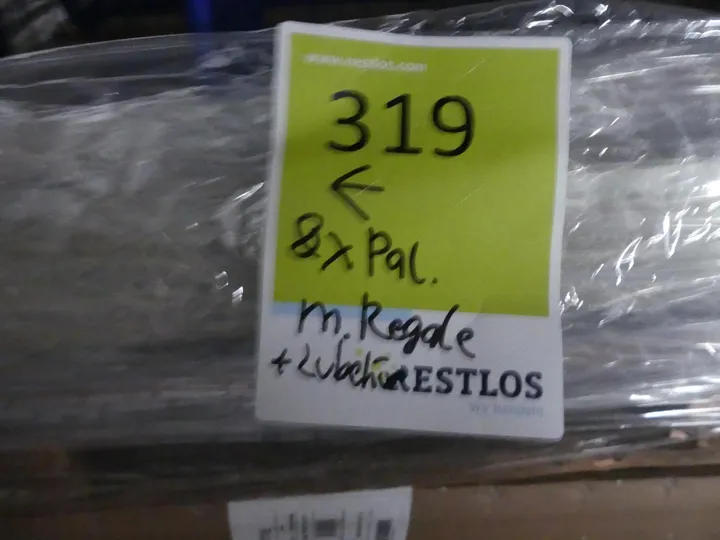 www.restlos.com
319
←
8x Pal.
m. Regale
+ Zubehör
RESTLOS